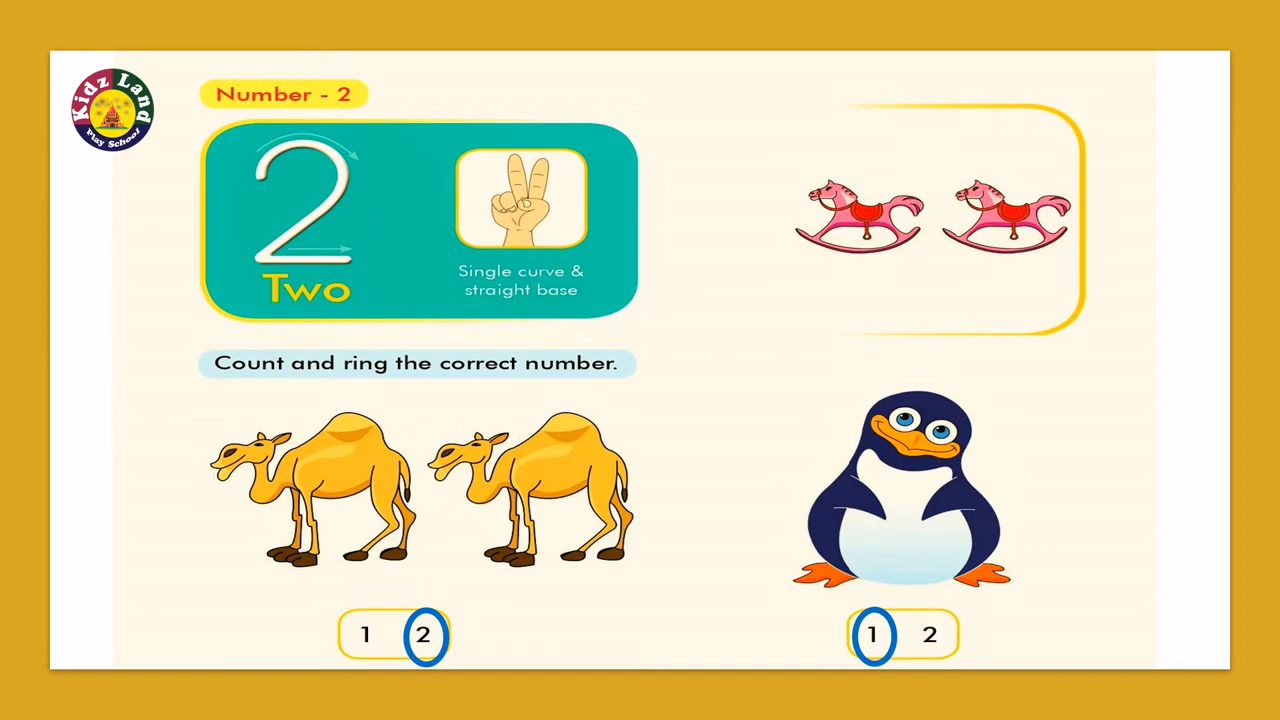 Kidz Land
Play School
Number - 2
2
Two
Single curve &
straight base
Count and ring the correct number.
1 2
1 2